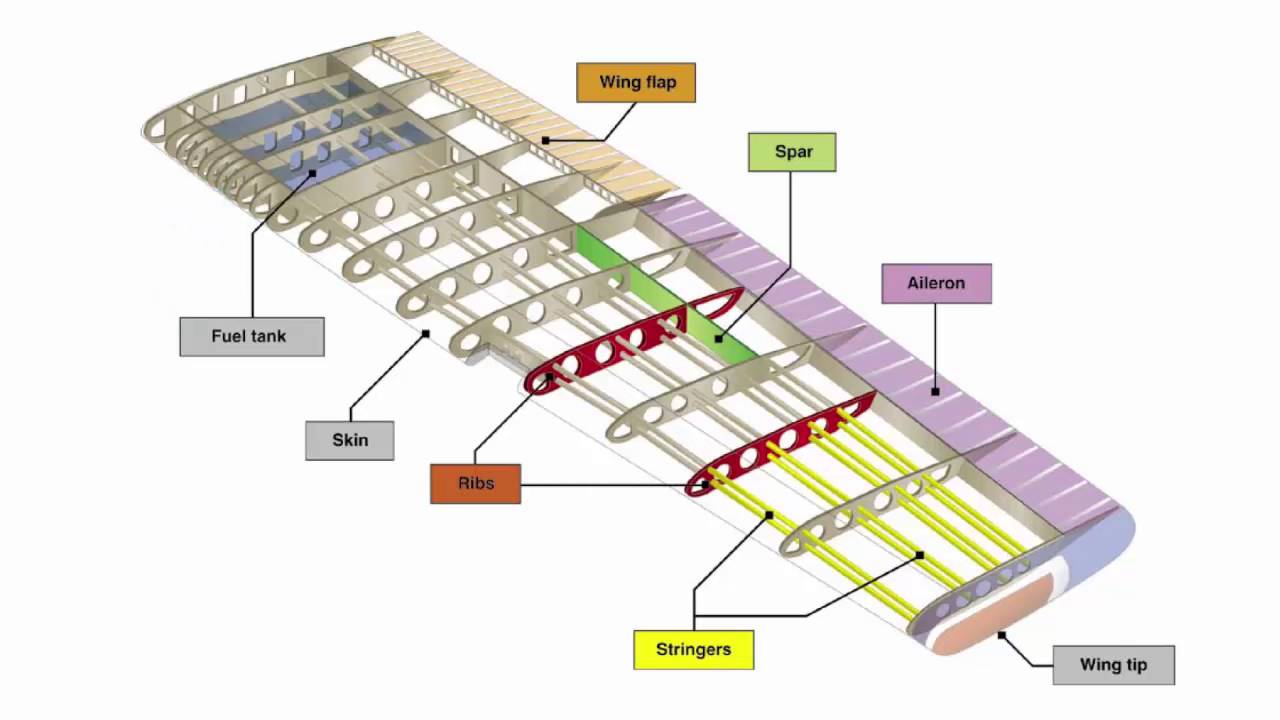 Wing flap
Spar
Aileron
Fuel tank
Skin
Ribs
Stringers
Wing tip